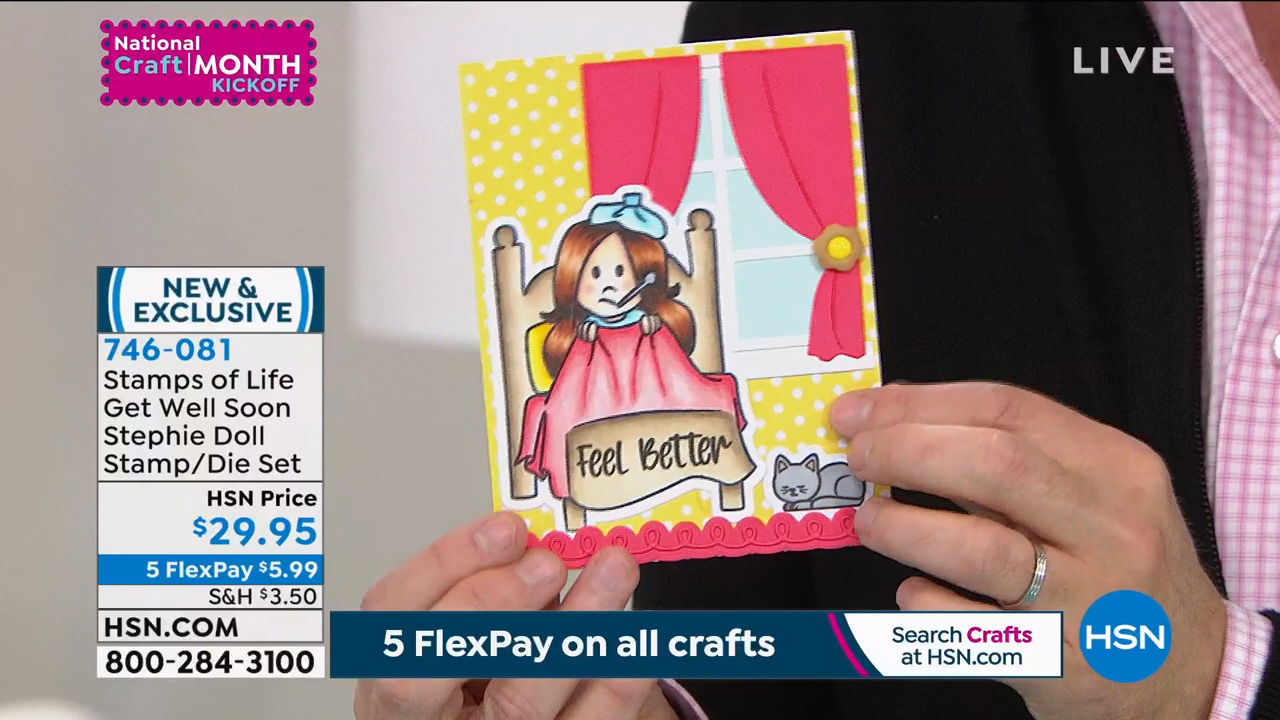 National
Craft MONTH
KICKOFF
LIVE
NEW &
EXCLUSIVE
746-081
Stamps of Life
Get Well Soon
Stephie Doll
Stamp/Die Set
HSN Price
$29.95
5 FlexPay $5.99
S&H $3.50
HSN.COM
800-284-3100
Feel Better
5 FlexPay on all crafts
Search Crafts
at HSN.com
HSN